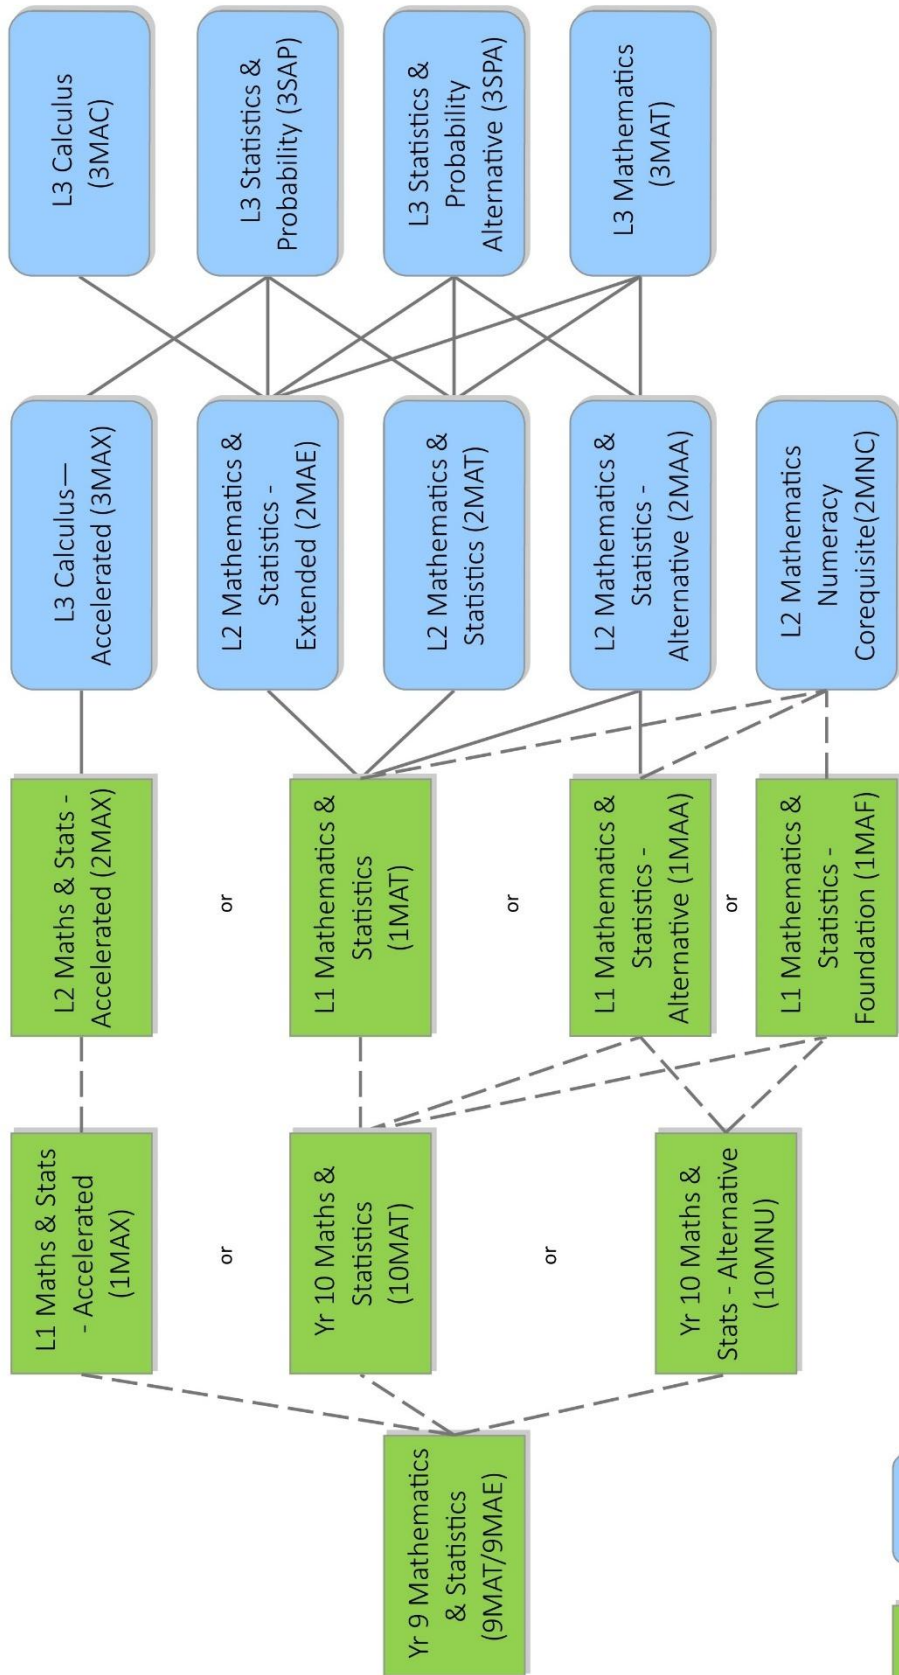 Yr 9 Mathematics
& Statistics
(9MAT/9MAE)
L1 Maths & Stats
- Accelerated
(1MAX)
or
Yr 10 Maths &
Statistics
(10MAT)
or
Yr 10 Maths &
Stats - Alternative
(10MNU)
L2 Maths & Stats -
Accelerated (2MAX)
or
L1 Mathematics &
Statistics
(1MAT)
or
L1 Mathematics &
Statistics -
Alternative (1MAA)
or
L1 Mathematics &
Statistics -
Foundation (1MAF)
L3 Calculus—
Accelerated (3MAX)
L2 Mathematics &
Statistics -
Extended (2MAE)
L2 Mathematics &
Statistics (2MAT)
L2 Mathematics &
Statistics -
Alternative (2MAA)
L2 Mathematics
Numeracy
Corequisite(2MNC)
L3 Calculus
(3MAC)
L3 Statistics &
Probability (3SAP)
L3 Statistics &
Probability
Alternative (3SPA)
L3 Mathematics
(3MAT)